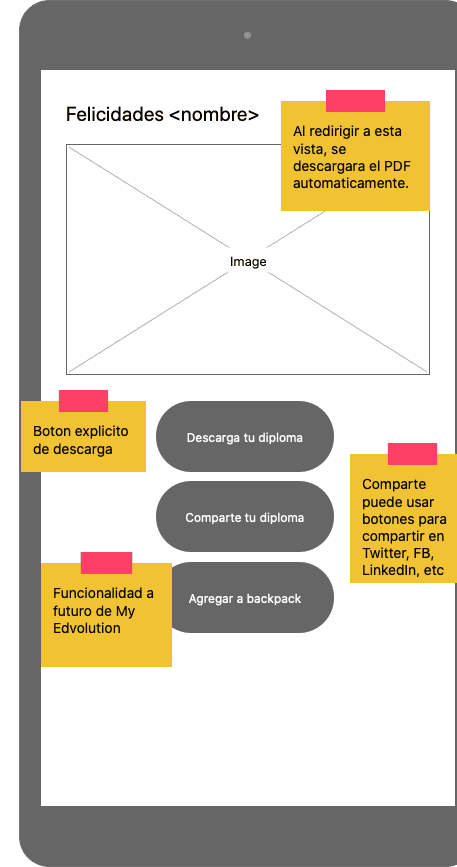 Felicidades <nombre>
Al redirigir a esta
vista, se
descargara el PDF
automaticamente.
Image
Boton explicito
de descarga
Descarga tu diploma
Comparte
puede usar
botones para
compartir en
Twitter, FB,
LinkedIn, etc
Comparte tu diploma
Funcionalidad a
futuro de My
Edvolution
Agregar a backpack